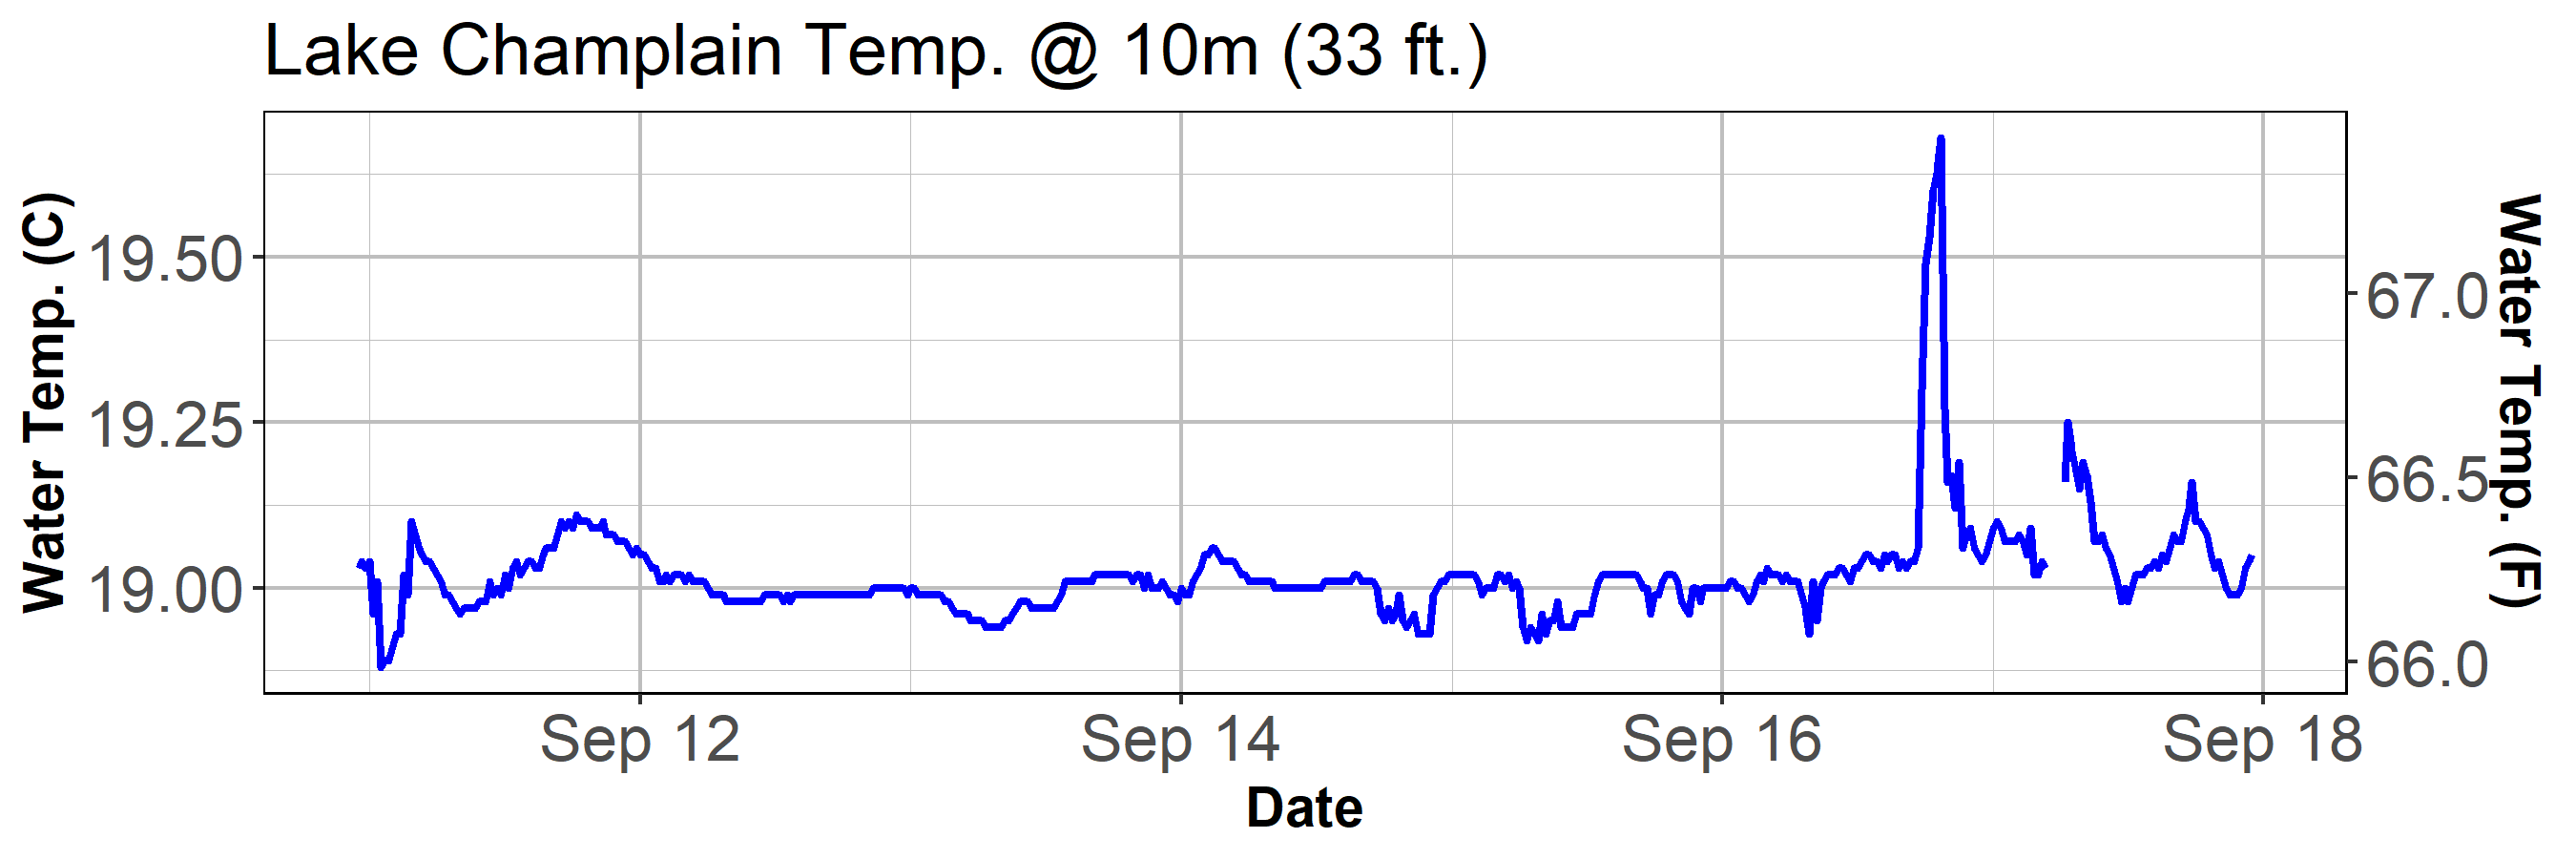 Lake Champlain Temp. @ 10m (33 ft.)
Water Temp. (C)
19.50
19.25
19.00
67.0
66.5
66.0
Water Temp. (F)
Sep 12
Sep 14
Sep 16
Sep 18
Date